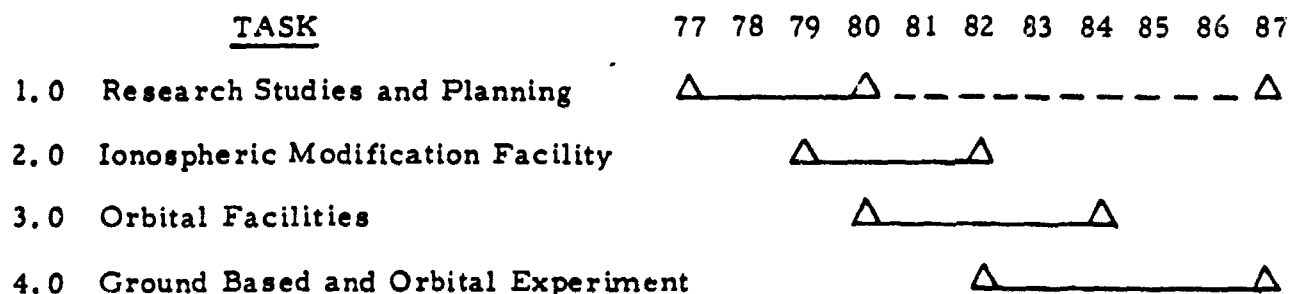 TASK 77 78 79 80 81 82 83 84 85 86 87
1.0 Research Studies and Planning
2.0 Ionospheric Modification Facility
3.0 Orbital Facilities
4.0 Ground Based and Orbital Experiment